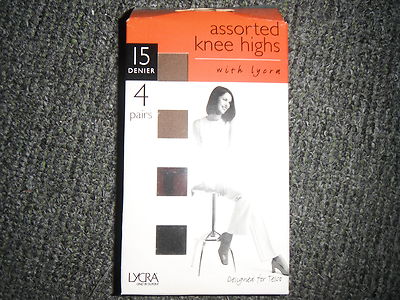 assorted
knee highs
with lycra
15
DENIER
4
pairs
LYCRA
Designed for Tesco